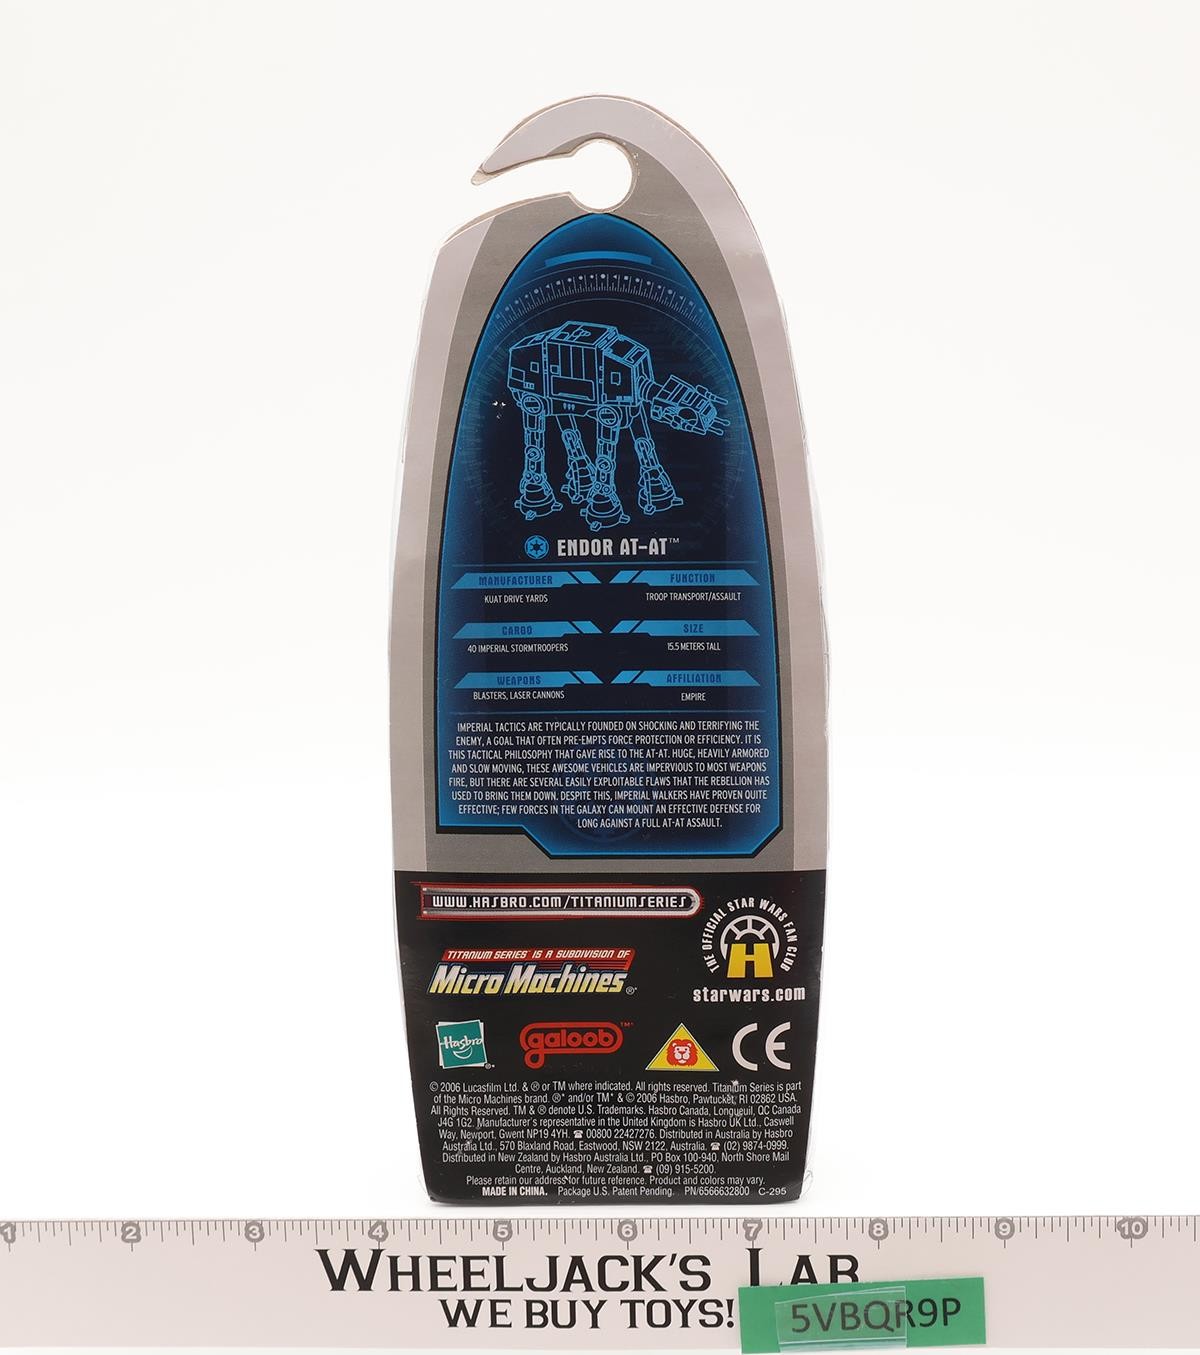 ENDOR AT-AT™
MANUFACTURER
KUAT DRIVE YARDS
FUNCTION
TROOP TRANSPORT/ASSAULT
CARGO
40 IMPERIAL STORMTROOPERS
SIZE
15.5 METERS TALL
WEAPONS
BLASTERS, LASER CANNONS
AFFILIATION
EMPIRE
IMPERIAL TACTICS ARE TYPICALLY FOUNDED ON SHOCKING AND TERRIFYING THE
ENEMY, A GOAL THAT OFTEN PRE-EMPTS FORCE PROTECTION OR EFFICIENCY. IT IS
THIS TACTICAL PHILOSOPHY THAT GAVE RISE TO THE AT-AT. HUGE, HEAVILY ARMORED
AND SLOW MOVING, THESE AWESOME VEHICLES ARE IMPERVIOUS TO MOST WEAPONS
FIRE, BUT THERE ARE SEVERAL EASILY EXPLOITABLE FLAWS THAT THE REBELLION HAS
USED TO BRING THEM DOWN. DESPITE THIS, IMPERIAL WALKERS HAVE PROVEN QUITE
EFFECTIVE; FEW FORCES IN THE GALAXY CAN MOUNT AN EFFECTIVE DEFENSE FOR
LONG AGAINST A FULL AT-AT ASSAULT.
WWW.HASBRO.COM/TITANIUMSERIES
THE OFFICIAL STAR WARS FAN CLUB
H
starwars.com
TITANIUM SERIES IS A SUBDIVISION OF
Micro Machines®*
Hasbro®*
galoob™*
CE
© 2006 Lucasfilm Ltd. & ® or TM where indicated. All rights reserved. Titanium Series is part
of the Micro Machines brand. ®* and/or TM* & © 2006 Hasbro, Pawtucket, RI 02862 USA.
All Rights Reserved. TM & ® denote U.S. Trademarks. Hasbro Canada, Longueuil, QC Canada
J4G 1G2. Manufacturer's representative in the United Kingdom is Hasbro UK Ltd., Caswell
Way, Newport, Gwent NP19 4YH. ☎ 00800 22427276. Distributed in Australia by Hasbro
Australia Ltd., 570 Blaxland Road, Eastwood, NSW 2122, Australia. ☎ (02) 9874-0999.
Distributed in New Zealand by Hasbro Australia Ltd., PO Box 100-940, North Shore Mail
Centre, Auckland, New Zealand. ☎ (09) 915-5200.
Please retain our address for future reference. Product and colors may vary.
MADE IN CHINA. Package U.S. Patent Pending. PN/6566632800 C-295
1 2 3 4 5 6 7 8 9 10
WHEELJACK'S LAB
WE BUY TOYS!
5VBQR9P